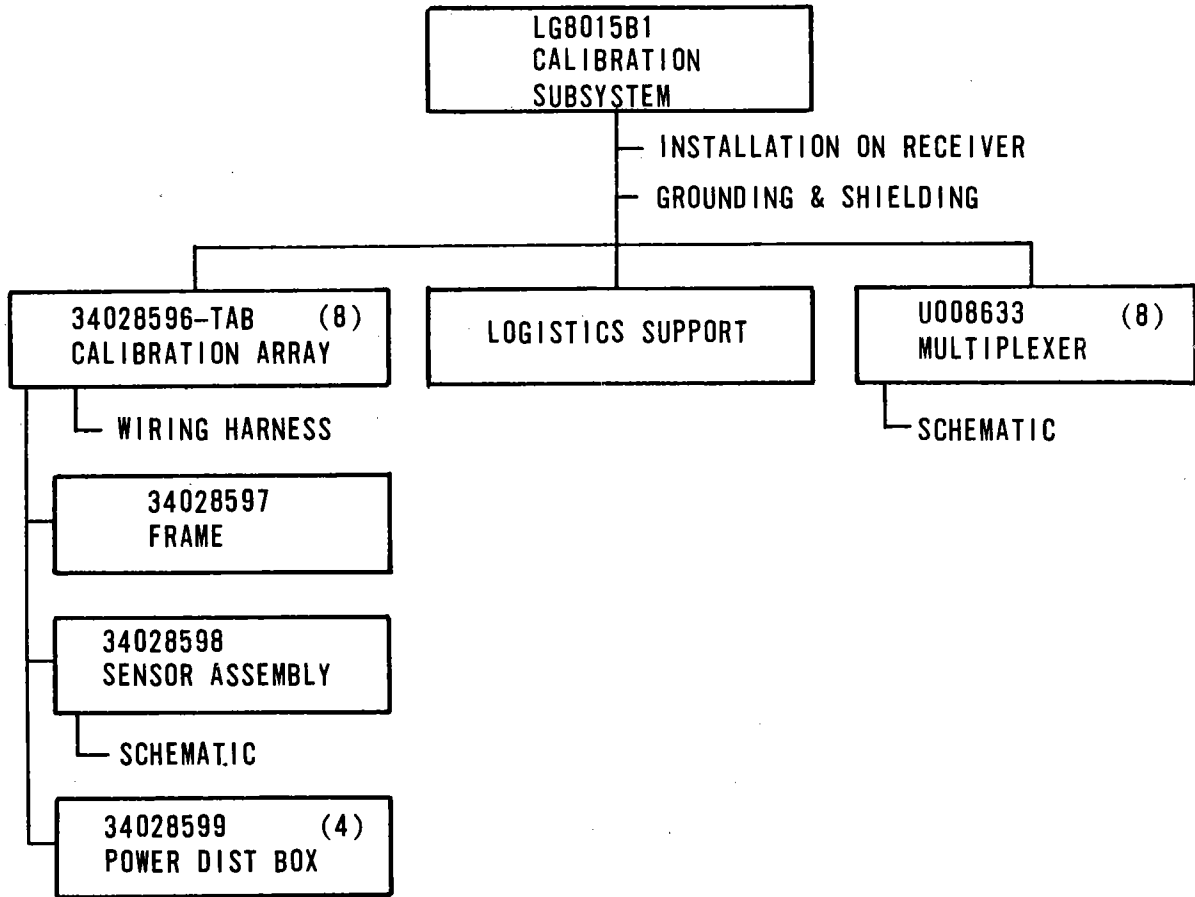 LG8015B1
CALIBRATION
SUBSYSTEM
INSTALLATION ON RECEIVER
GROUNDING & SHIELDING
34028596-TAB (8)
CALIBRATION ARRAY
LOGISTICS SUPPORT
U008633 (8)
MULTIPLEXER
WIRING HARNESS
SCHEMATIC
34028597
FRAME
34028598
SENSOR ASSEMBLY
SCHEMATIC
34028599 (4)
POWER DIST BOX